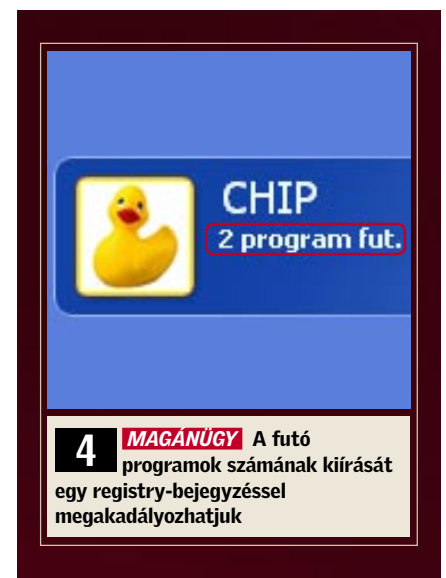 CHIP
2 program fut.
4 MAGÁNÜGY A futó
programok számának kiírását
egy registry-bejegyzéssel
megakadályozhatjuk